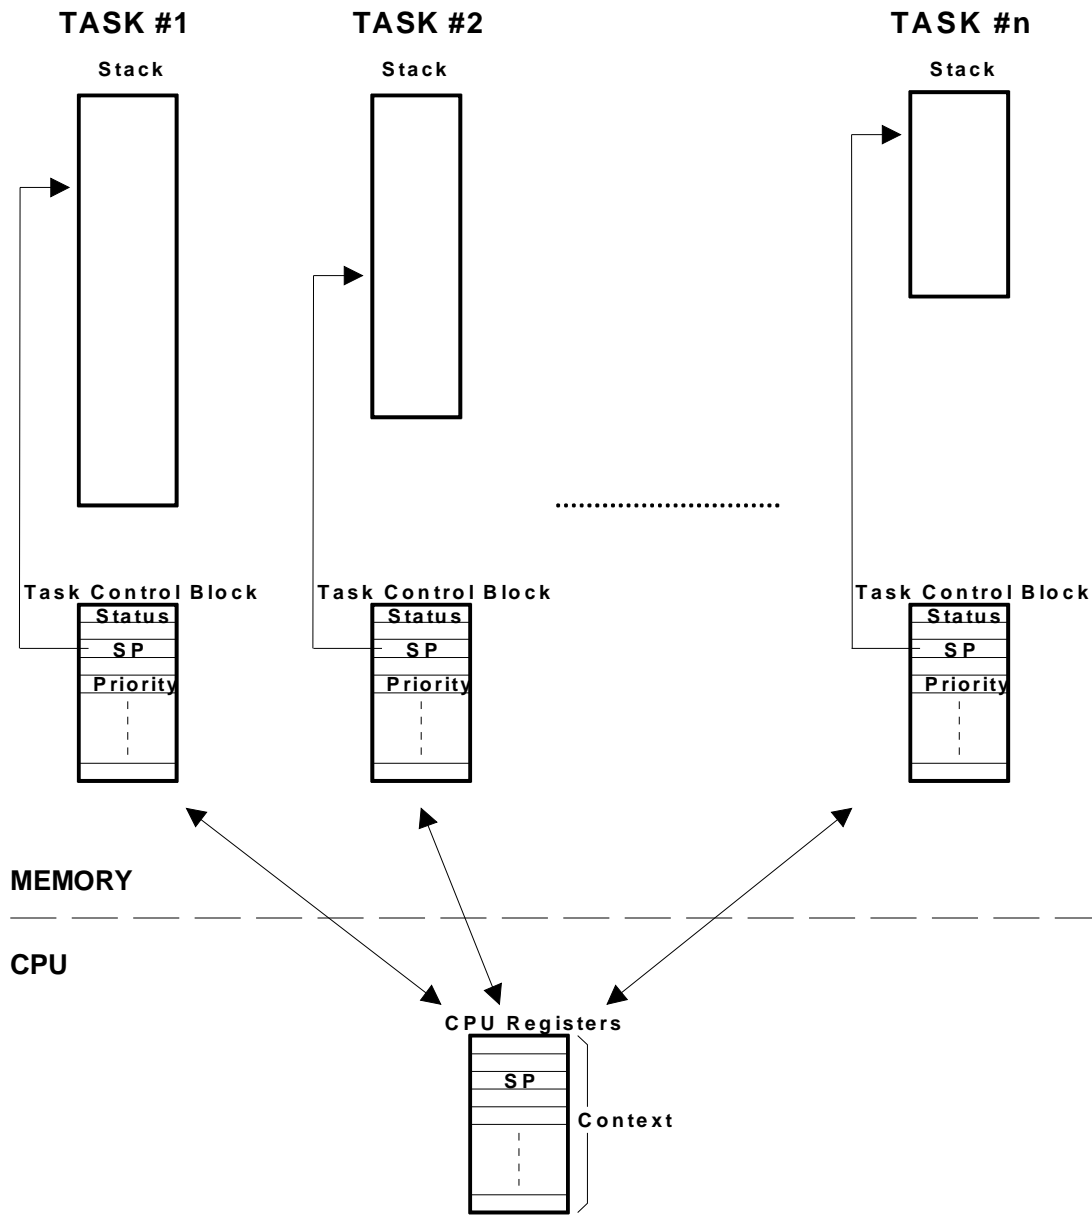 TASK #1 TASK #2 TASK #n
Stack Stack Stack
Task Control Block Task Control Block Task Control Block
Status Status Status
SP SP SP
Priority Priority Priority
MEMORY
CPU
CPU Registers
SP
Context